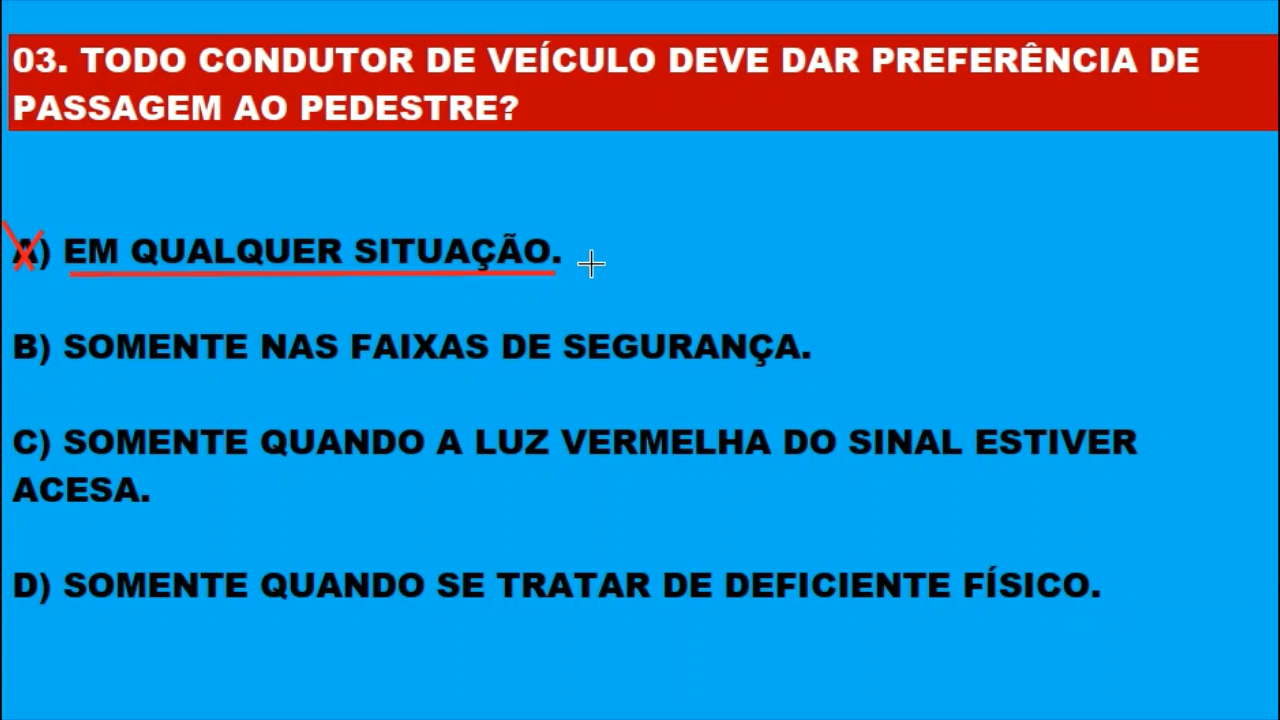 03. TODO CONDUTOR DE VEÍCULO DEVE DAR PREFERÊNCIA DE
PASSAGEM AO PEDESTRE?
A) EM QUALQUER SITUAÇÃO.
B) SOMENTE NAS FAIXAS DE SEGURANÇA.
C) SOMENTE QUANDO A LUZ VERMELHA DO SINAL ESTIVER
ACESA.
D) SOMENTE QUANDO SE TRATAR DE DEFICIENTE FÍSICO.